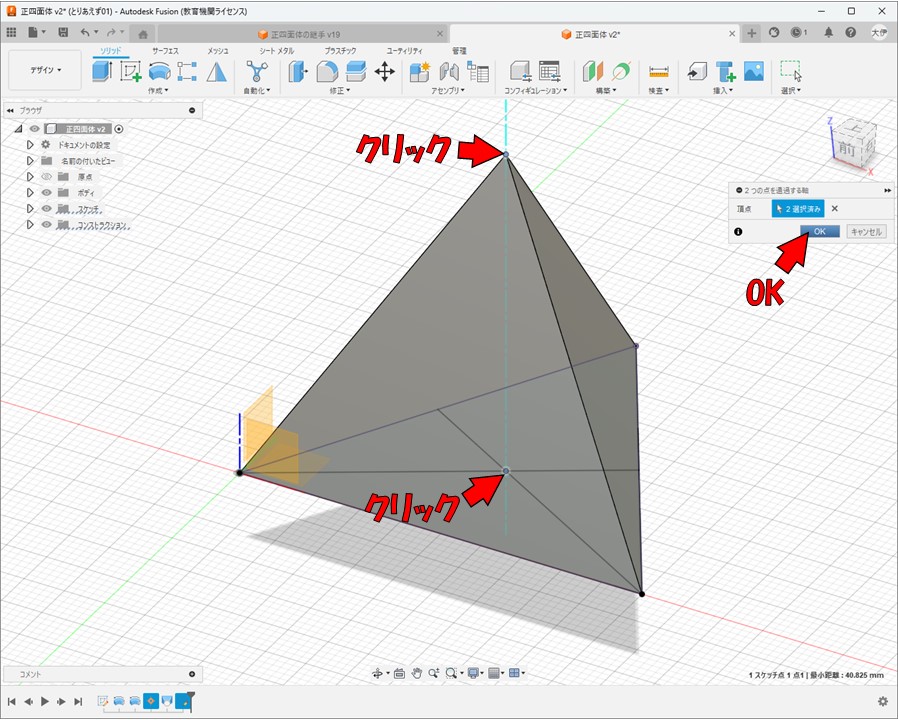 正四面体 v2* (とりあえず01) - Autodesk Fusion (教育機関ライセンス)
正四面体の継手 v19
正四面体 v2*
1
大伊
ソリッド サーフェス メッシュ シート メタル プラスチック ユーティリティ 管理
デザイン
作成 自動化 修正 アセンブリ コンフィギュレーション 構築 検査 挿入 選択
ブラウザ
正四面体 v2
ドキュメントの設定
名前の付いたビュー
原点
ボディ
スケッチ
コンストラクション
クリック
Z
上
前
X
2 つの点を通過する軸
頂点 2 選択済み
OK キャンセル
OK
クリック
コメント
1 スケッチ点 1 点1 | 最小距離 : 40.825 mm